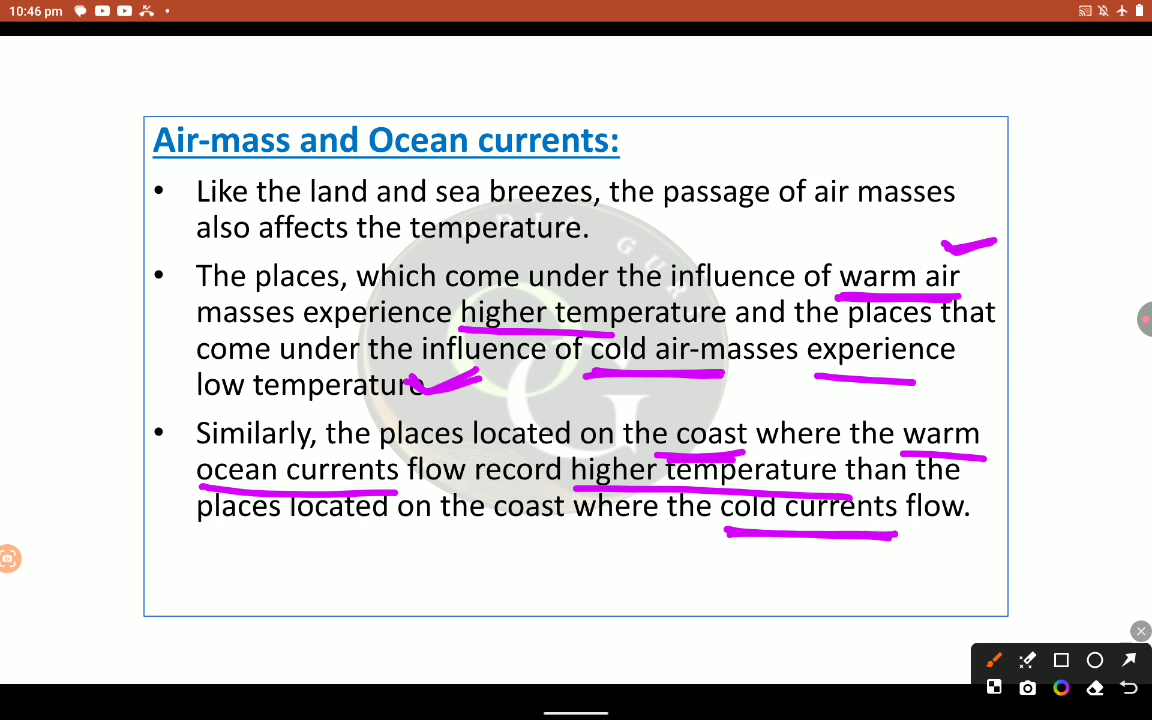 10:46 pm
Air-mass and Ocean currents:
• Like the land and sea breezes, the passage of air masses
also affects the temperature.
• The places, which come under the influence of warm air
masses experience higher temperature and the places that
come under the influence of cold air-masses experience
low temperature.
• Similarly, the places located on the coast where the warm
ocean currents flow record higher temperature than the
places located on the coast where the cold currents flow.